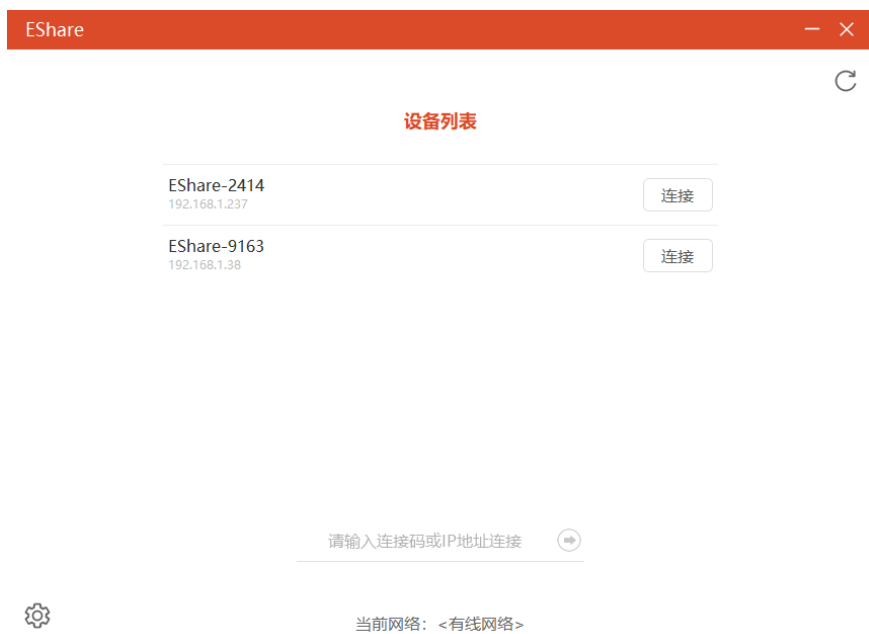 EShare
设备列表
EShare-2414
192.168.1.237
连接
EShare-9163
192.168.1.38
连接
请输入连接码或IP地址连接
当前网络：<有线网络>